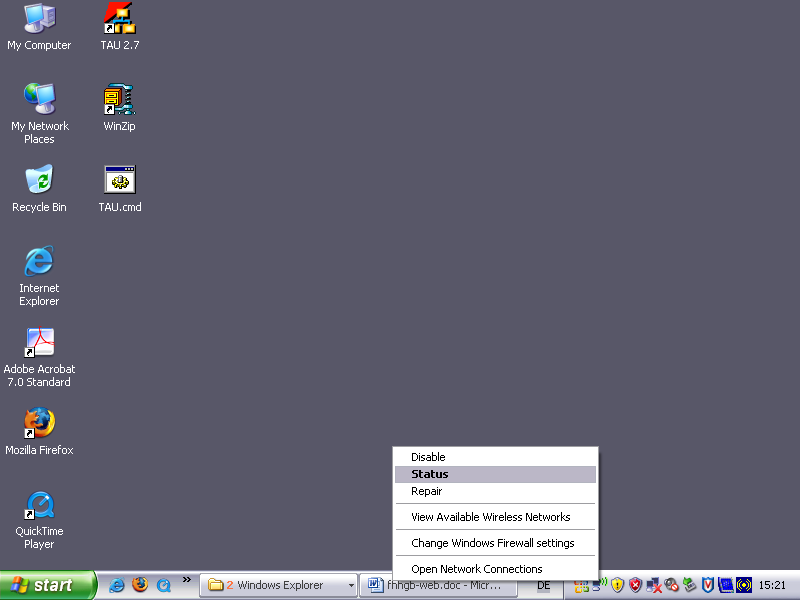 My Computer
TAU 2.7
My Network
Places
WinZip
Recycle Bin
TAU.cmd
Internet
Explorer
Adobe Acrobat
7.0 Standard
Mozilla Firefox
QuickTime
Player
Disable
Status
Repair
View Available Wireless Networks
Change Windows Firewall settings
Open Network Connections
start
2 Windows Explorer
fhhgb-web.doc - Micr...
DE
15:21